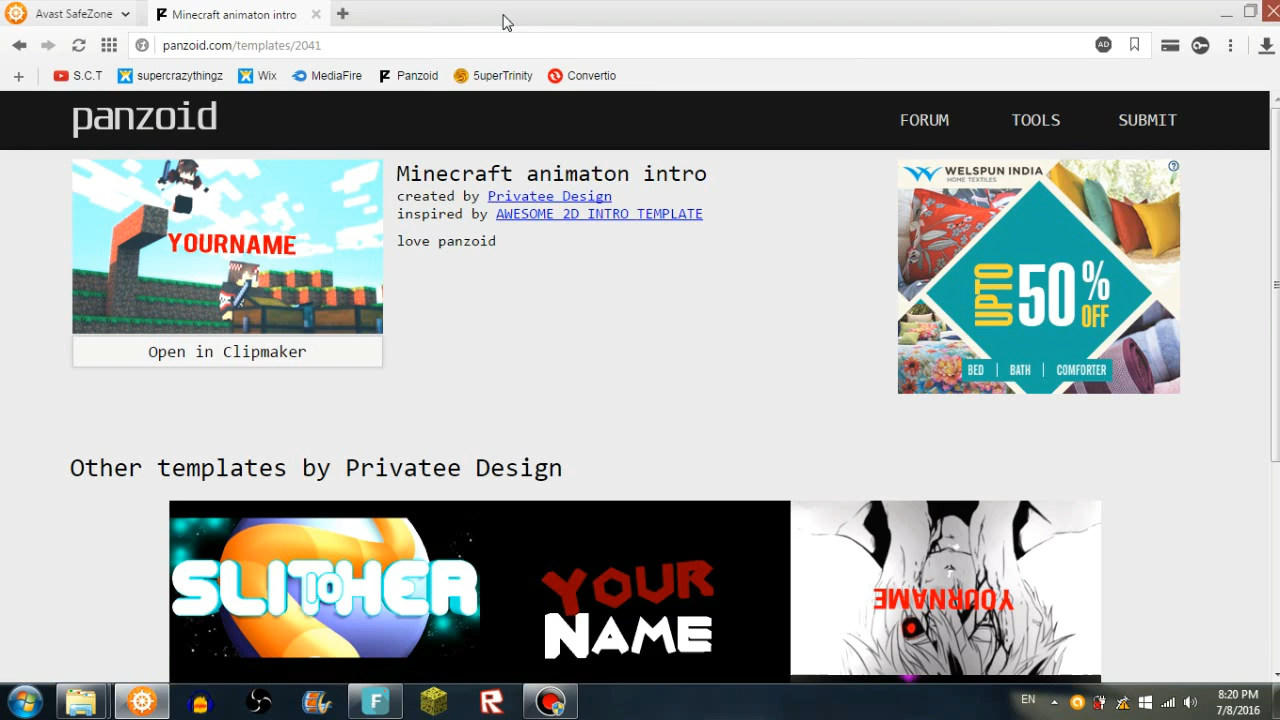 Avast SafeZone
Minecraft animaton intro
panzoid.com/templates/2041
AD
S.C.T
supercrazythingz
Wix
MediaFire
Panzoid
5uperTrinity
Convertio
panzoid
FORUM
TOOLS
SUBMIT
YOURNAME
Open in Clipmaker
Minecraft animaton intro
created by Privatee Design
inspired by AWESOME 2D INTRO TEMPLATE
love panzoid
WELSPUN INDIA
HOME TEXTILES
UPTO
50%
OFF
BED | BATH | COMFORTER
Other templates by Privatee Design
SLITHER
TO
YOUR
NAME
YOURNAME
EN
8:20 PM
7/8/2016